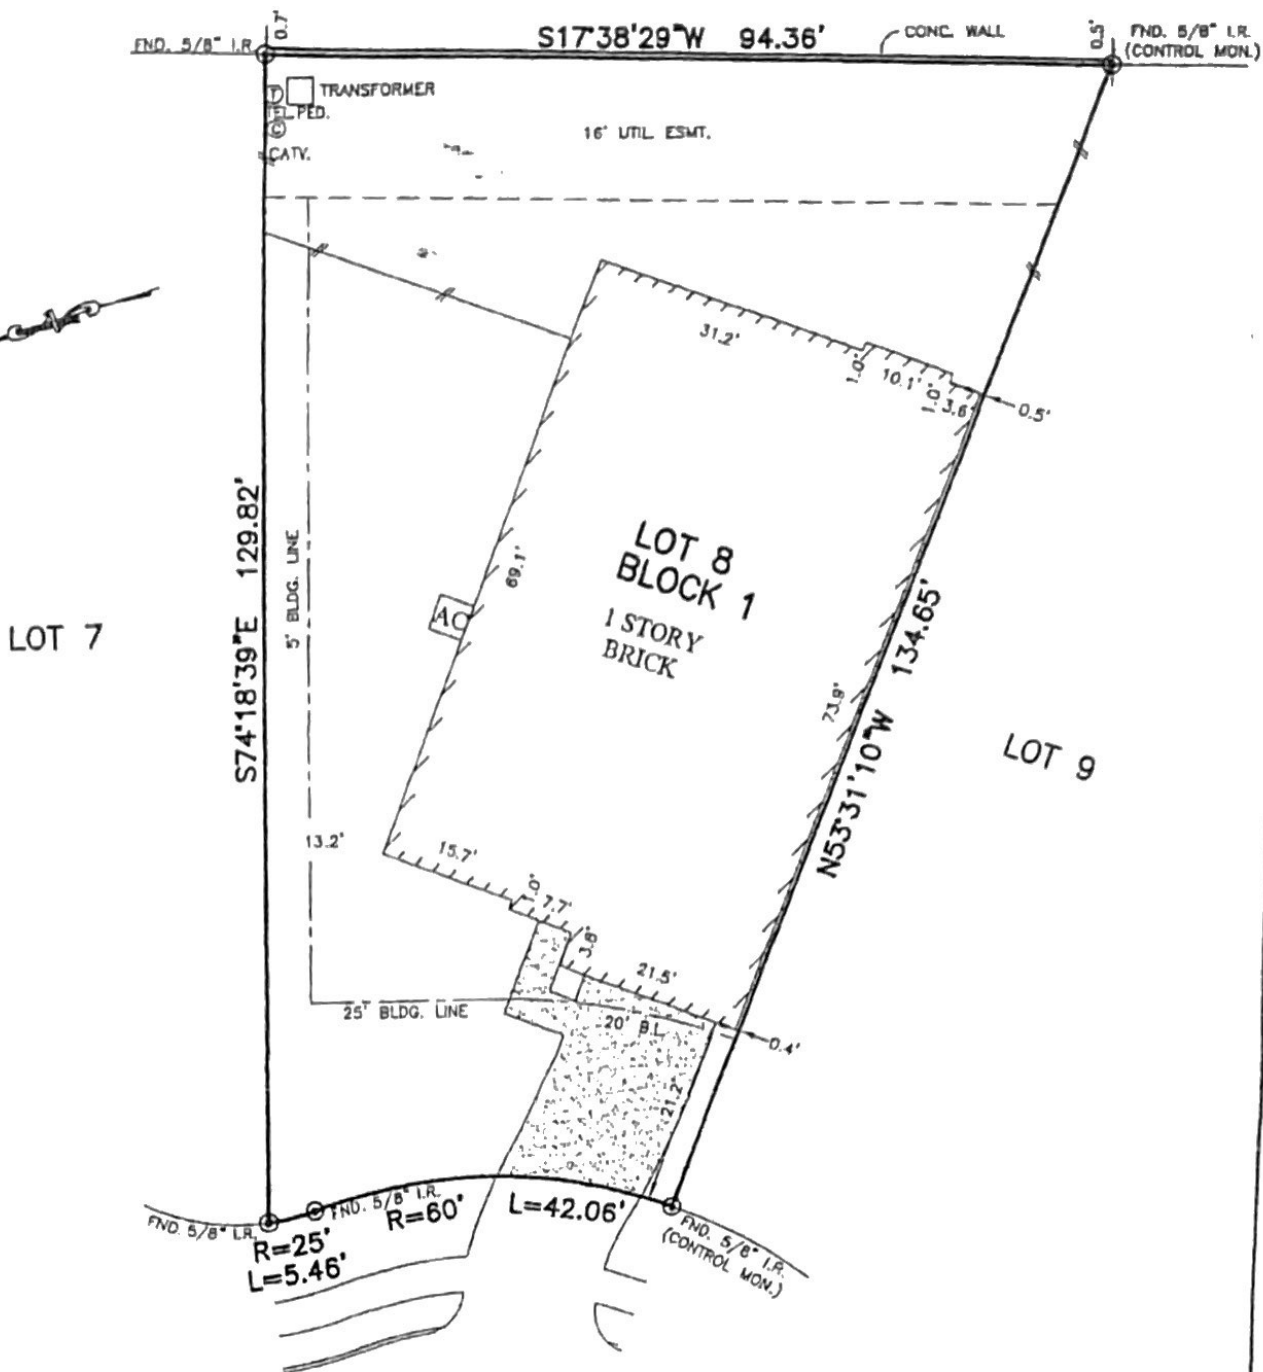 0.7'
S17°38'29"W 94.36'
CONC. WALL
0.5'
FND. 5/8" I.R.
FND. 5/8" I.R.
(CONTROL MON.)
T
TRANSFORMER
TEL.PED.
C
CATV.
16' UTIL. ESMT.
31.2'
1.0'
10.1'
1.0'
3.6'
0.5'
S74°18'39"E 129.82'
5' BLDG. LINE
69.1'
LOT 8
BLOCK 1
1 STORY
BRICK
AC
LOT 7
N53°31'10"W 134.65'
73.9'
LOT 9
13.2'
15.7'
1.0'
7.7'
3.8'
21.5'
25' BLDG. LINE
20' B.L.
0.4'
21.2'
FND. 5/8" I.R.
FND. 5/8" I.R.
R=25'
L=5.46'
R=60'
L=42.06'
FND. 5/8" I.R.
(CONTROL MON.)